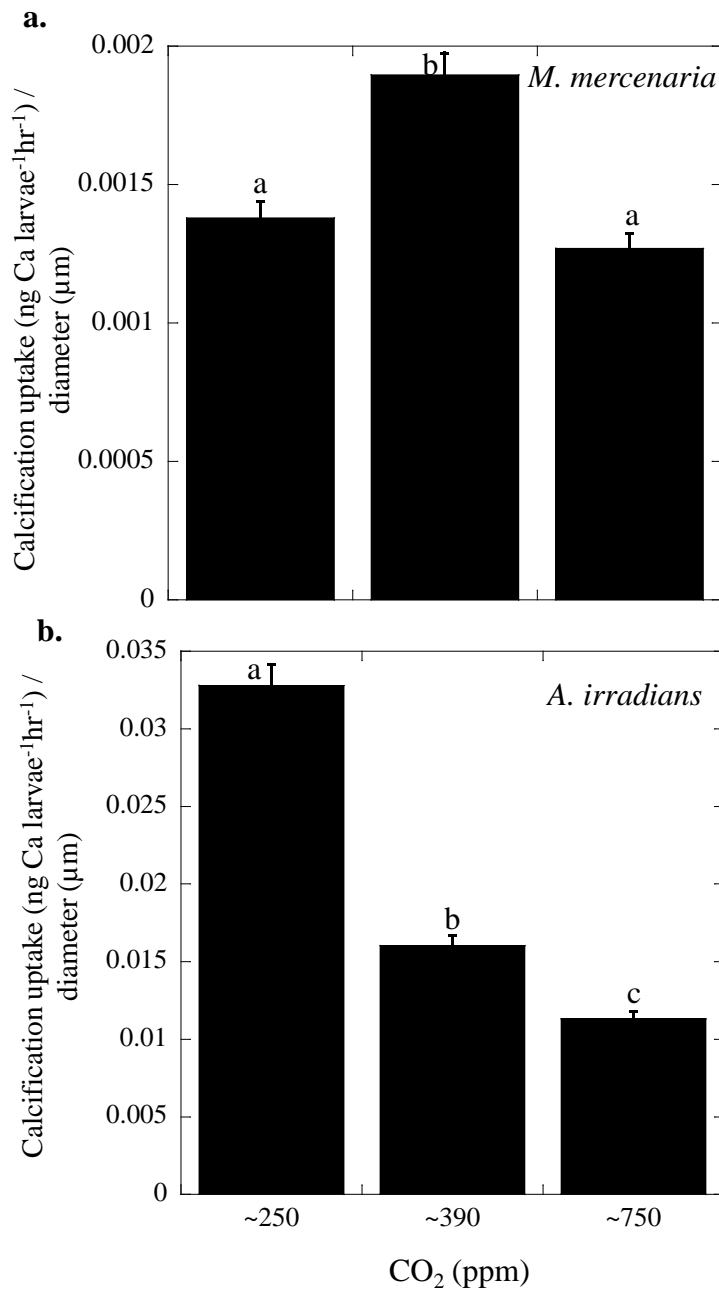 a.
0.002
b
M. mercenaria
0.0015
a
a
0.001
0.0005
0
Calcification uptake (ng Ca larvae-1hr-1) /
diameter (µm)
b.
0.035
a
A. irradians
0.03
0.025
0.02
b
0.015
c
0.01
0.005
0
Calcification uptake (ng Ca larvae-1hr-1) /
diameter (µm)
~250 ~390 ~750
CO2 (ppm)